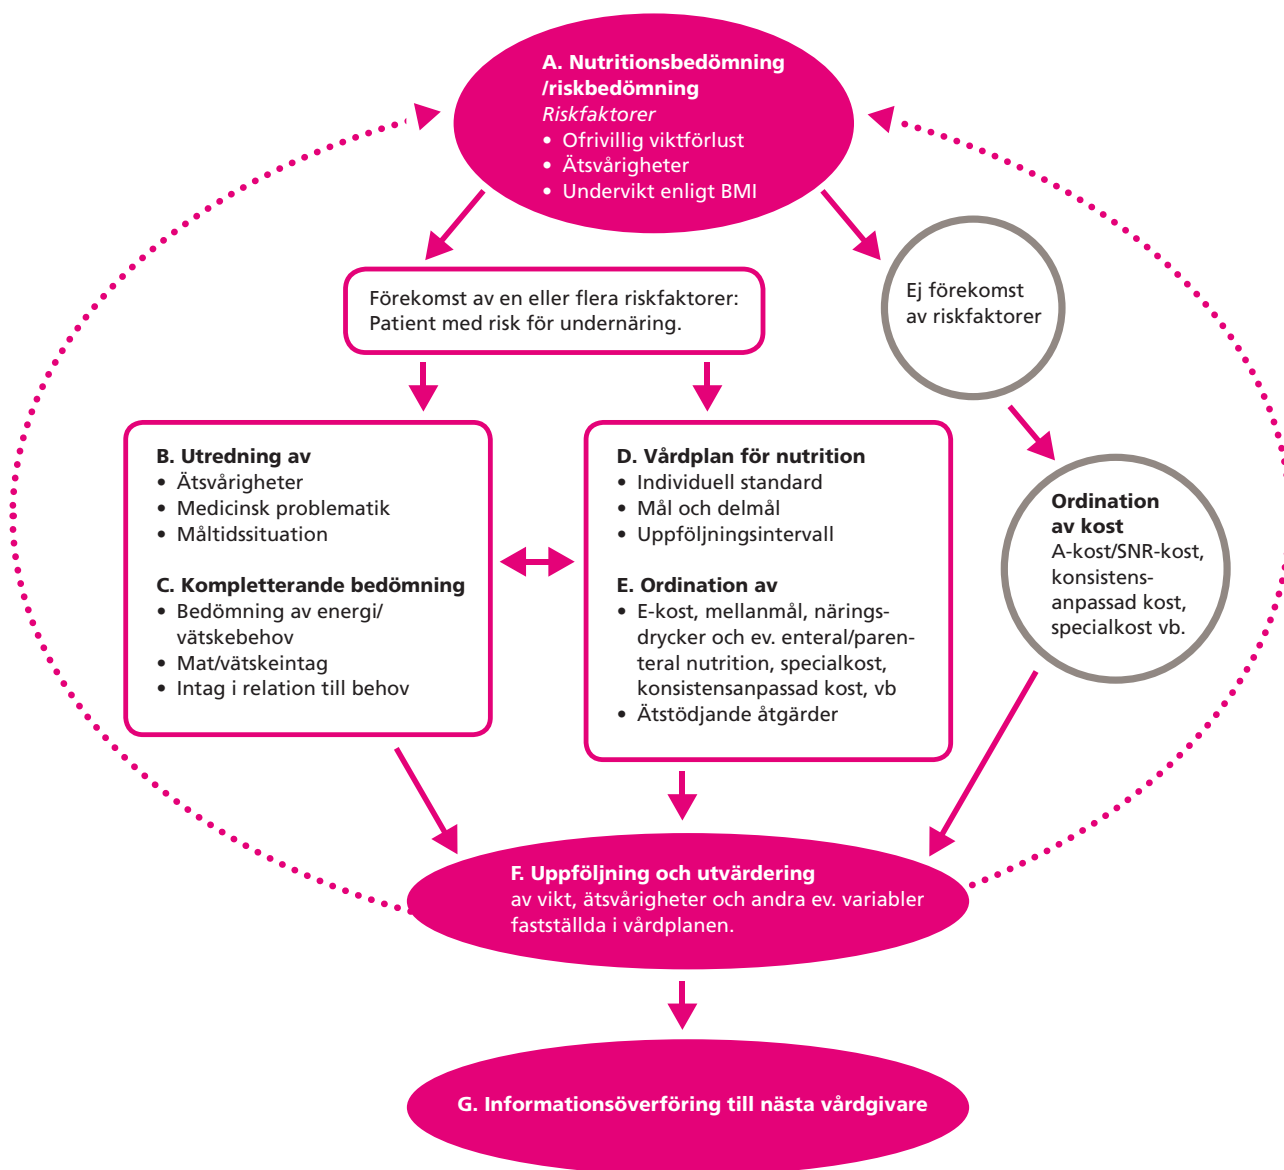 A. Nutritionsbedömning
/riskbedömning
Riskfaktorer
• Ofrivillig viktförlust
• Ätsvårigheter
• Undervikt enligt BMI
Förekomst av en eller flera riskfaktorer:
Patient med risk för undernäring.
Ej förekomst
av riskfaktorer
B. Utredning av
• Ätsvårigheter
• Medicinsk problematik
• Måltidssituation
C. Kompletterande bedömning
• Bedömning av energi/
vätskebehov
• Mat/vätskeintag
• Intag i relation till behov
D. Vårdplan för nutrition
• Individuell standard
• Mål och delmål
• Uppföljningsintervall
E. Ordination av
• E-kost, mellanmål, närings-
drycker och ev. enteral/paren-
teral nutrition, specialkost,
konsistensanpassad kost, vb
• Ätstödjande åtgärder
Ordination
av kost
A-kost/SNR-kost,
konsistens-
anpassad kost,
specialkost vb.
F. Uppföljning och utvärdering
av vikt, ätsvårigheter och andra ev. variabler
fastställda i vårdplanen.
G. Informationsöverföring till nästa vårdgivare